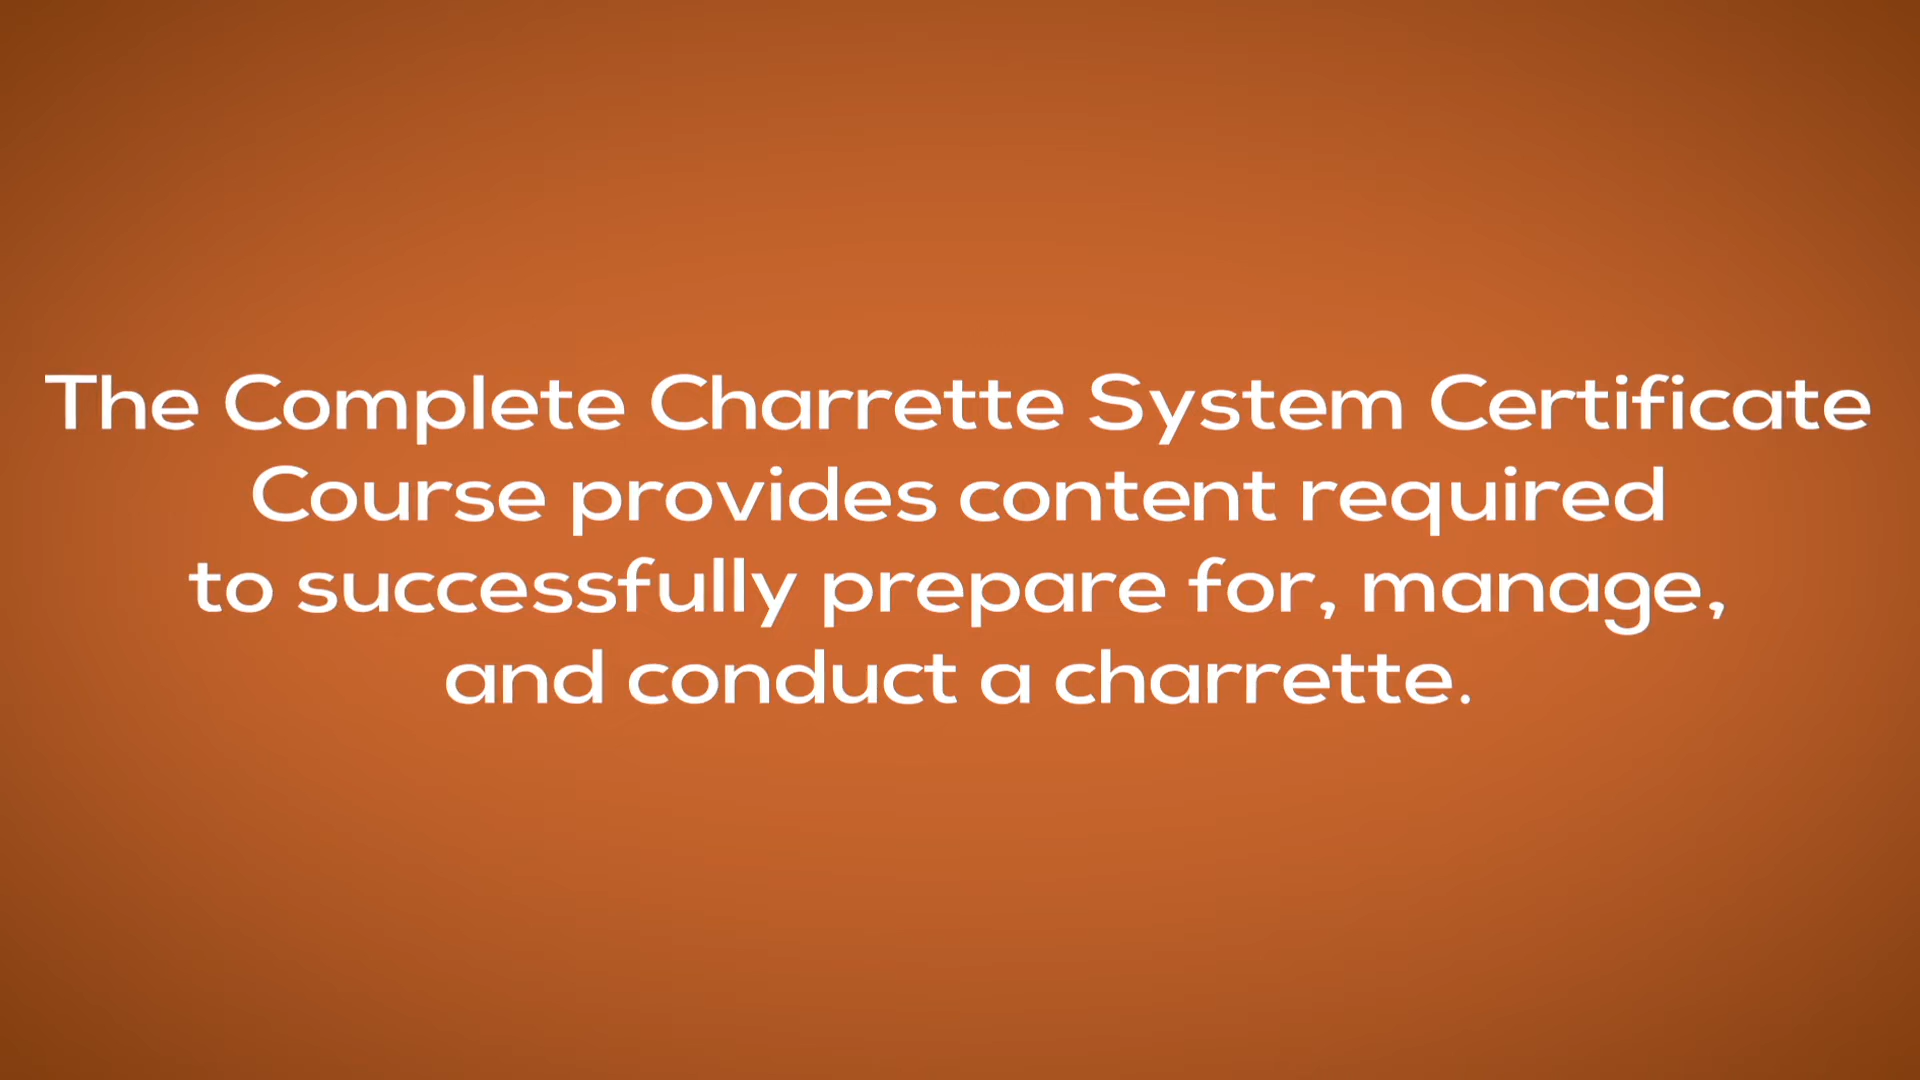 The Complete Charrette System Certificate
Course provides content required
to successfully prepare for, manage,
and conduct a charrette.